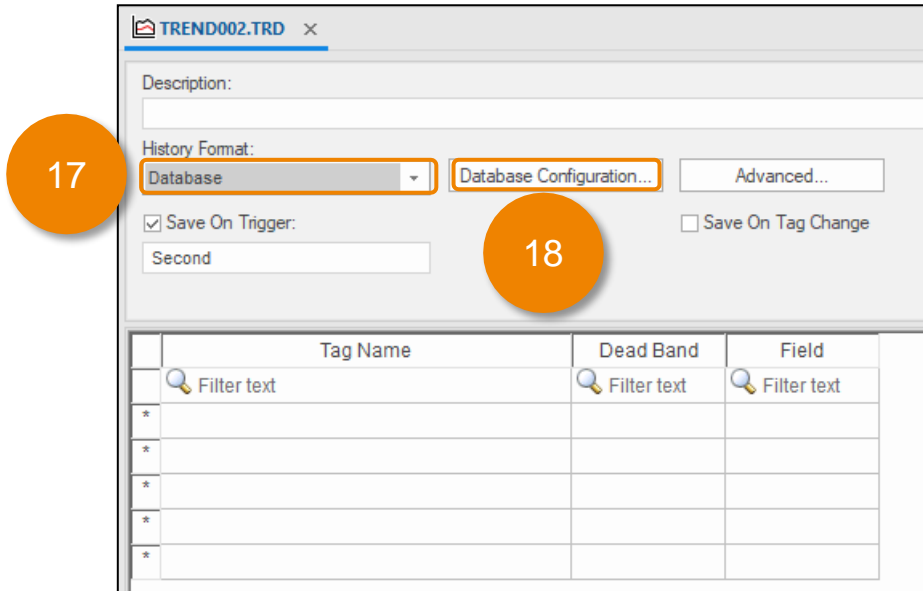 TREND002.TRD ×
Description:
History Format:
17
Database
Database Configuration...
Advanced...
Save On Trigger:
Save On Tag Change
Second
18
Tag Name Dead Band Field
Filter text Filter text Filter text
*
*
*
*
*